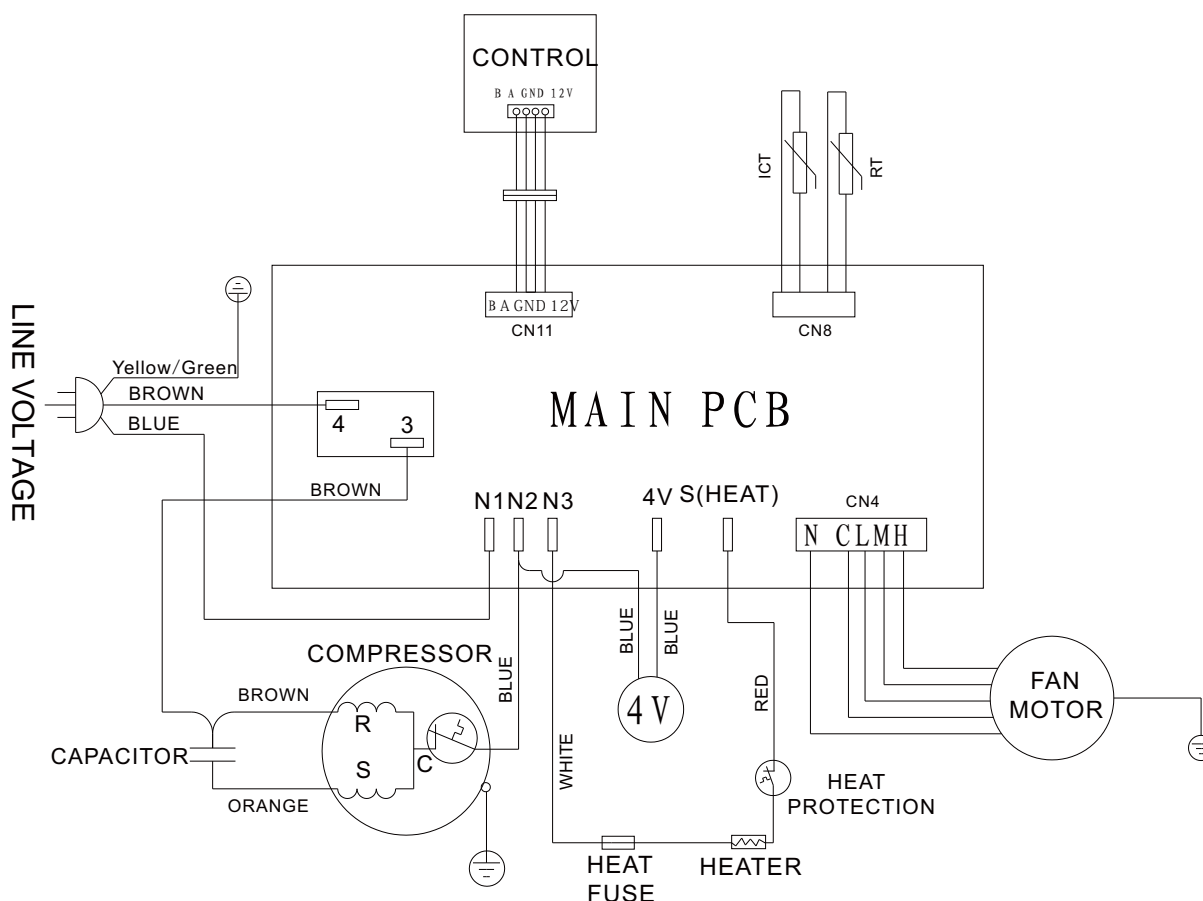 CONTROL
B A GND 12V
ICT
RT
B A GND 12V
CN11
CN8
LINE VOLTAGE
Yellow/Green
BROWN
BLUE
4
3
MAIN PCB
BROWN
N1 N2 N3
4V
S(HEAT)
CN4
N CLMH
COMPRESSOR
BROWN
R
S
C
BLUE
CAPACITOR
ORANGE
WHITE
BLUE
BLUE
4V
RED
FAN
MOTOR
HEAT
PROTECTION
HEAT
FUSE
HEATER